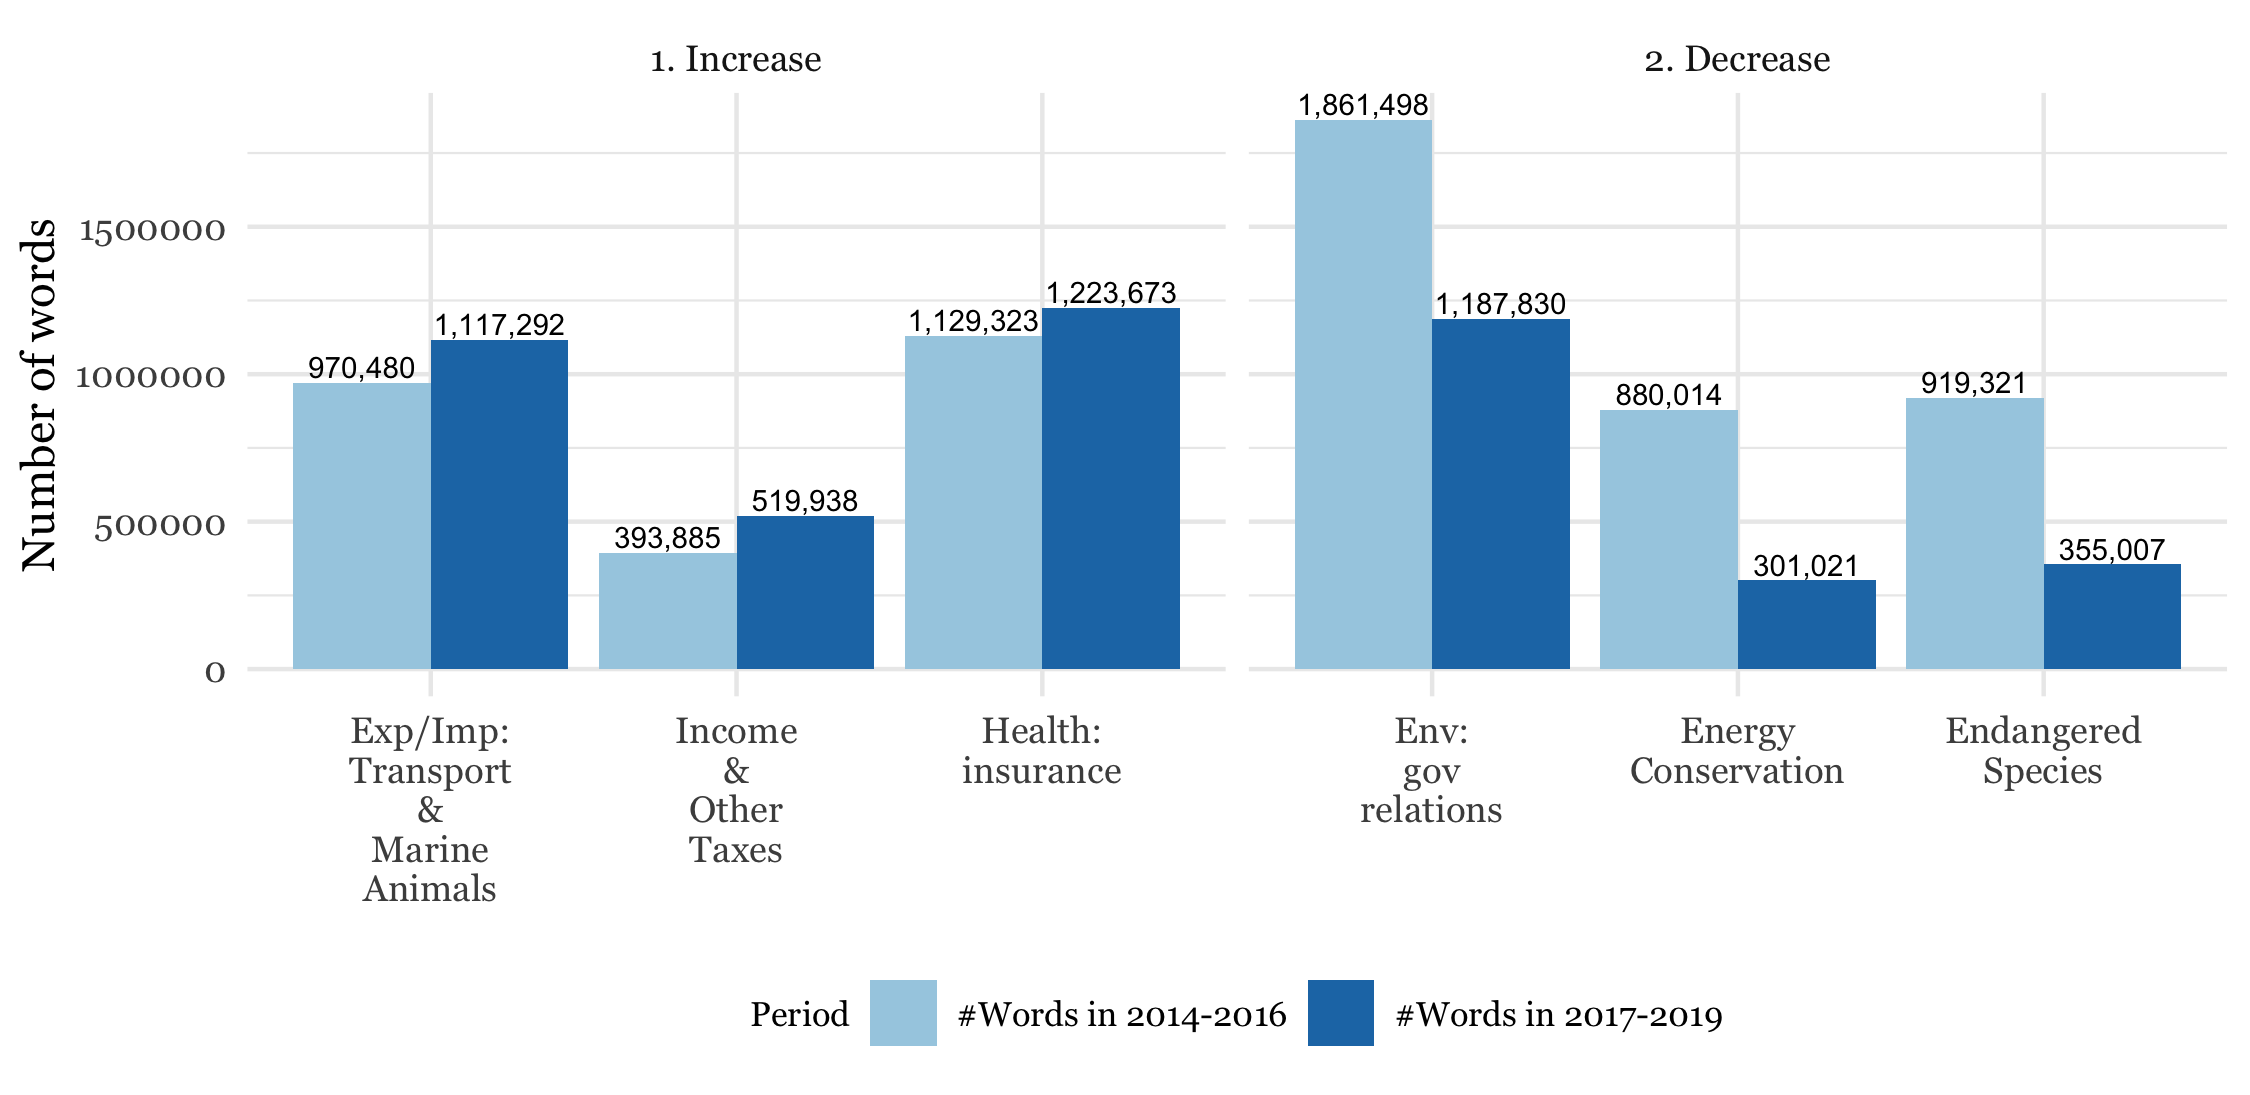 1. Increase
2. Decrease
Number of words
1500000
1000000
500000
0
970,480
1,117,292
393,885
519,938
1,129,323
1,223,673
1,861,498
1,187,830
880,014
301,021
919,321
355,007
Exp/Imp:
Transport
&
Marine
Animals
Income
&
Other
Taxes
Health:
insurance
Env:
gov
relations
Energy
Conservation
Endangered
Species
Period
#Words in 2014-2016
#Words in 2017-2019